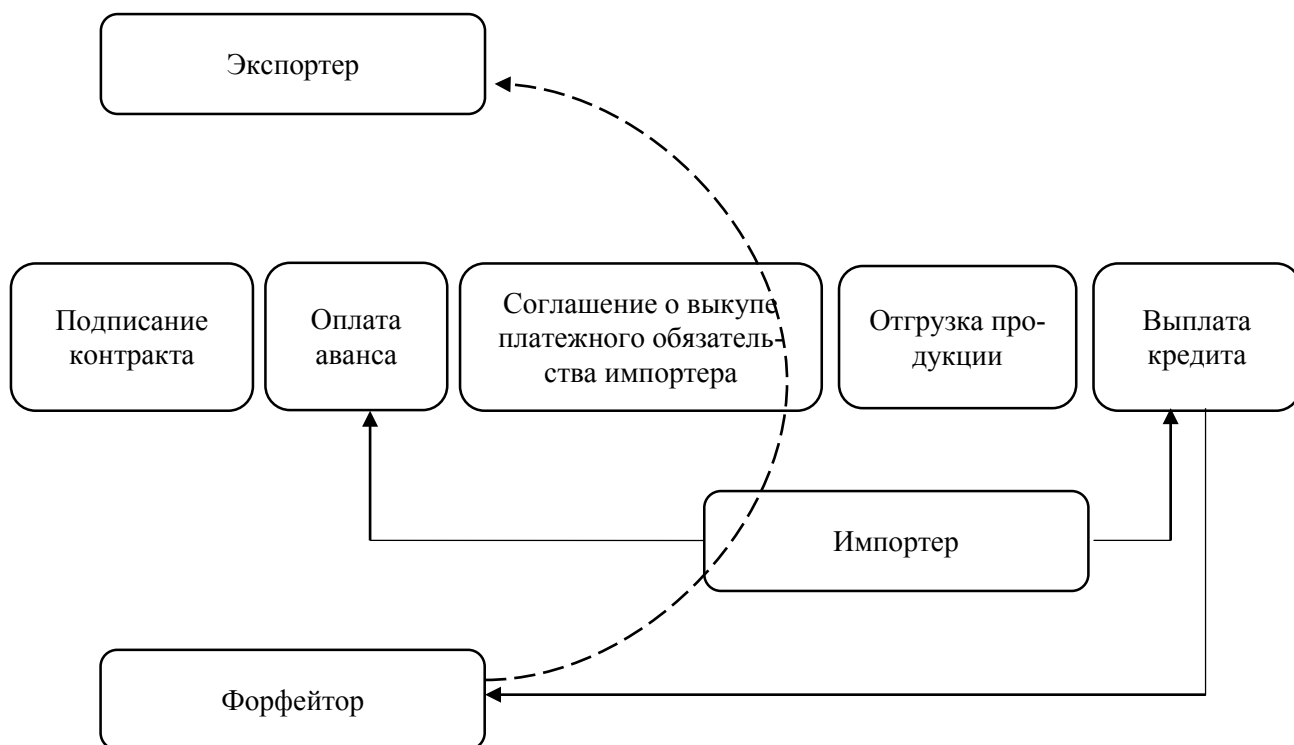 Экспортер
Подписание
контракта
Оплата
аванса
Соглашение о выкупе
платежного обязатель-
ства импортера
Отгрузка про-
дукции
Выплата
кредита
Импортер
Форфейтор